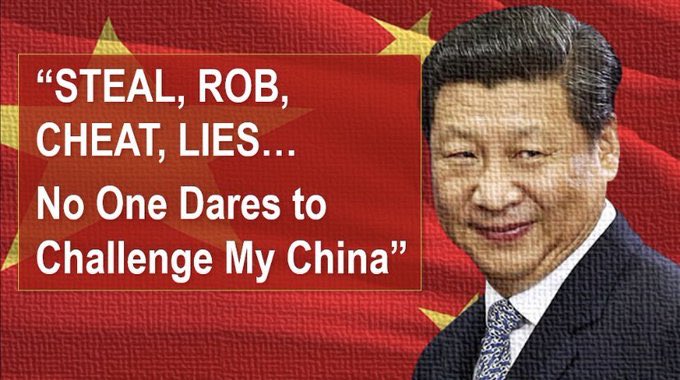 “STEAL, ROB,
CHEAT, LIES…
No One Dares to
Challenge My China”